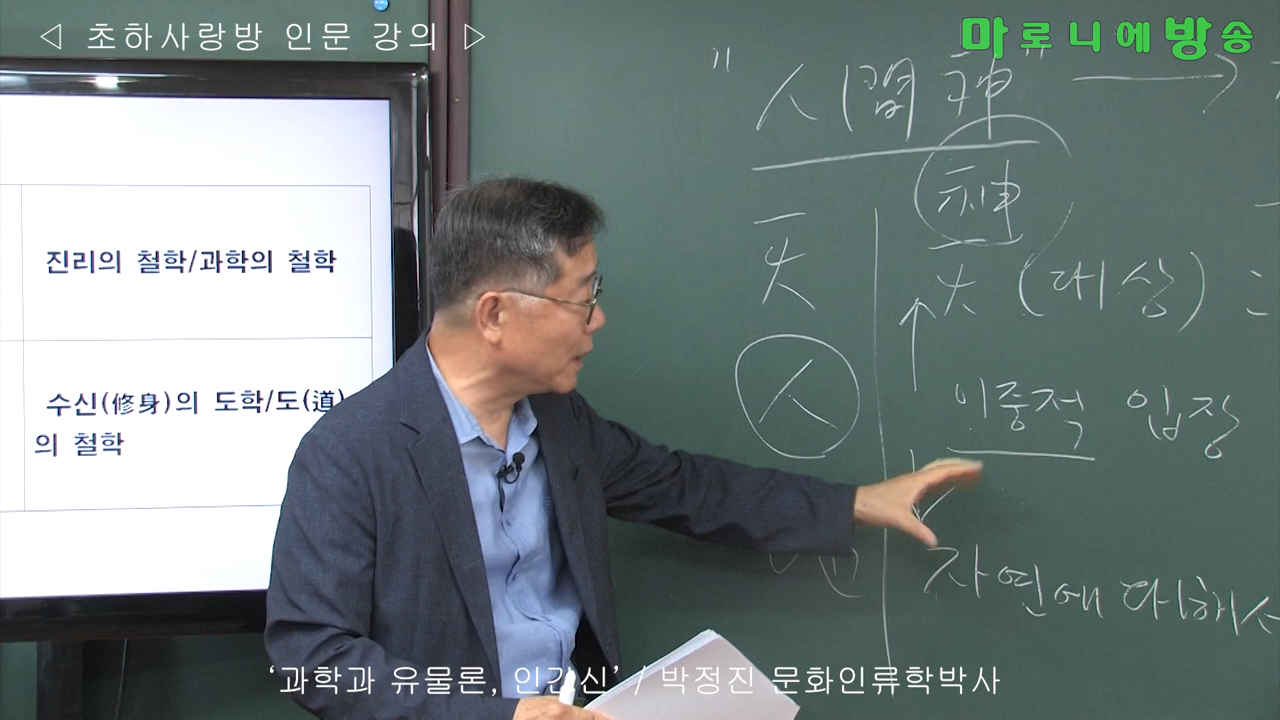 ◁ 초하사랑방 인문 강의 ▷
마로니에방송
"人間神" →
神
天
天 (대상) :
人
이중적 입장
자연에 대해서
진리의 철학/과학의 철학
수신(修身)의 도학/도(道)
의 철학
‘과학과 유물론, 인간신’ / 박정진 문화인류학박사